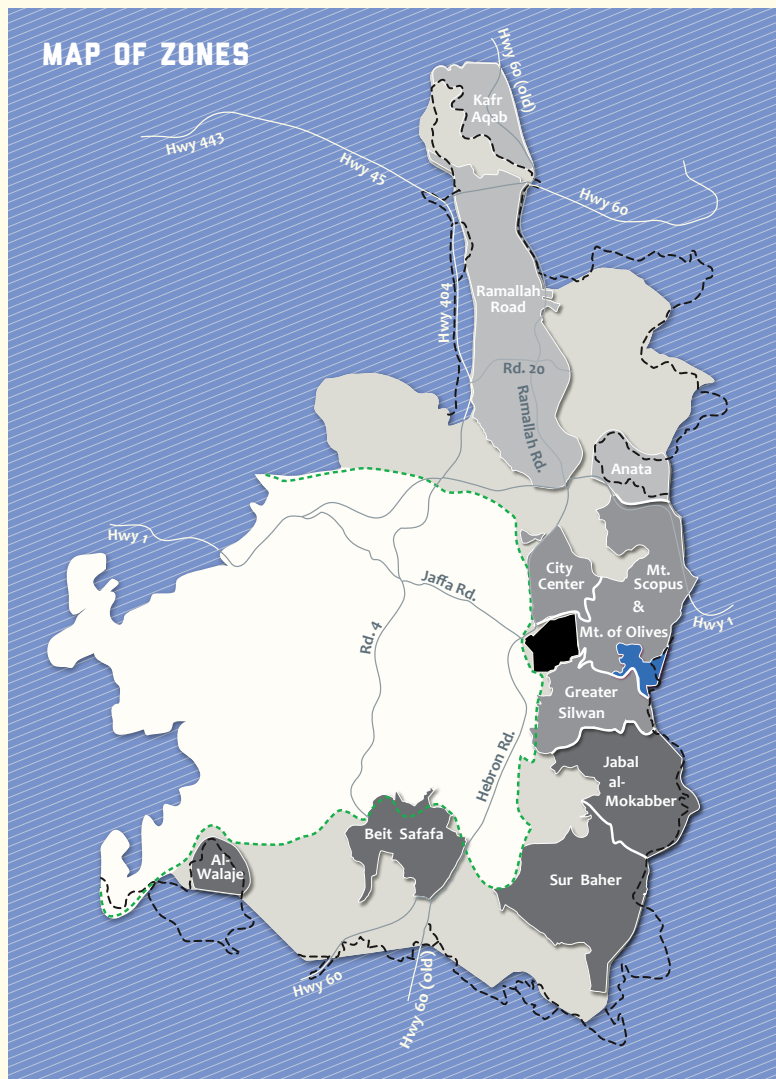 MAP OF ZONES
Hwy 60 (old)
Kafr
Aqab
Hwy 443
Hwy 45
Hwy 60
Hwy 404
Ramallah
Road
Rd. 20
Ramallah Rd.
Anata
Hwy 1
City
Center
Mt.
Scopus
&
Mt. of Olives
Jaffa Rd.
Hwy 1
Rd. 4
Greater
Silwan
Hebron Rd.
Jabal
al-
Mokabber
Beit Safafa
Al-
Walaje
Sur Baher
Hwy 60
Hwy 60 (old)